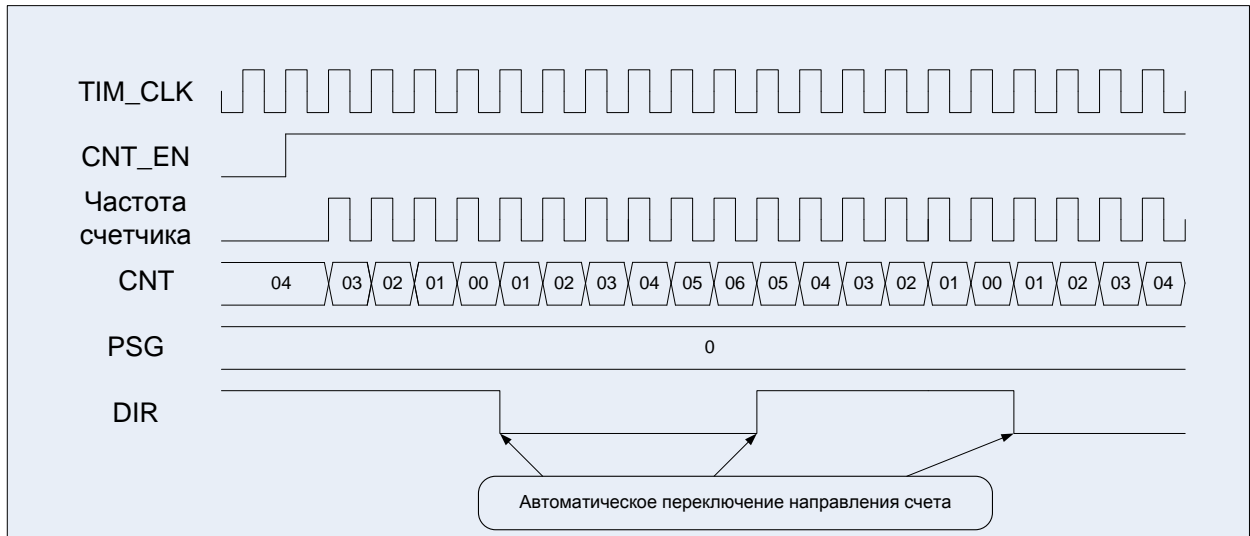 TIM_CLK
CNT_EN
Частота
счетчика
CNT
04 03 02 01 00 01 02 03 04 05 06 05 04 03 02 01 00 01 02 03 04
PSG
0
DIR
Автоматическое переключение направления счета